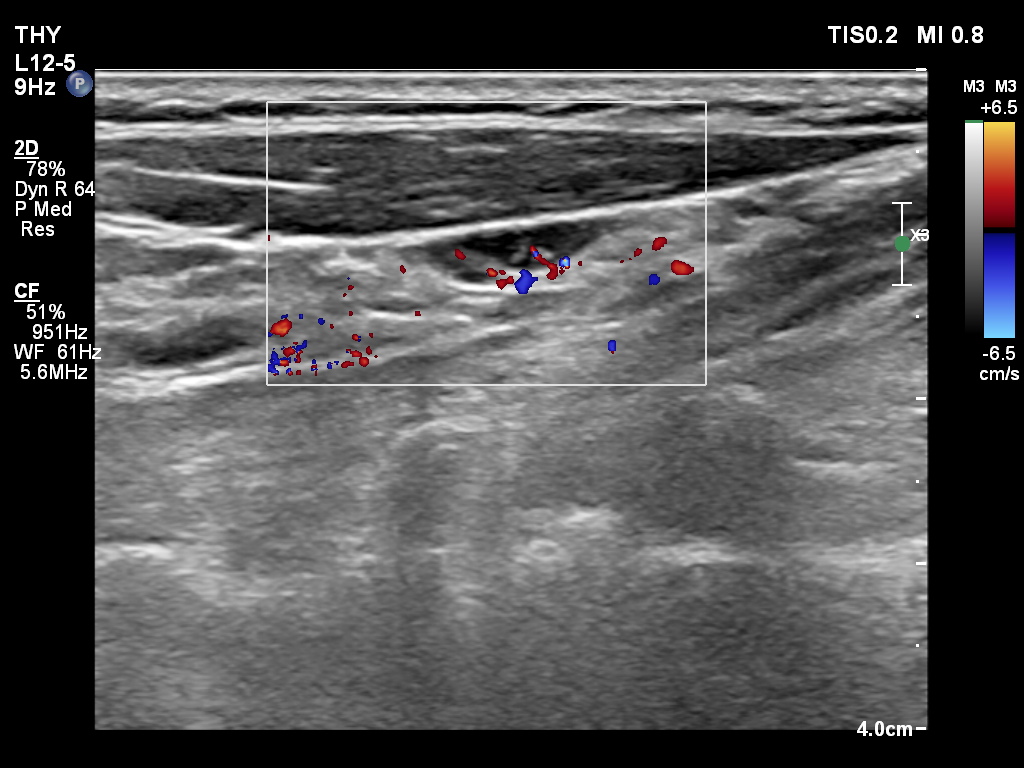 THY
TIS0.2 MI 0.8
L12-5
9Hz
P
M3 M3
+6.5
2D
78%
Dyn R 64
P Med
Res
X3
CF
51%
951Hz
WF 61Hz
5.6MHz
-6.5
cm/s
4.0cm